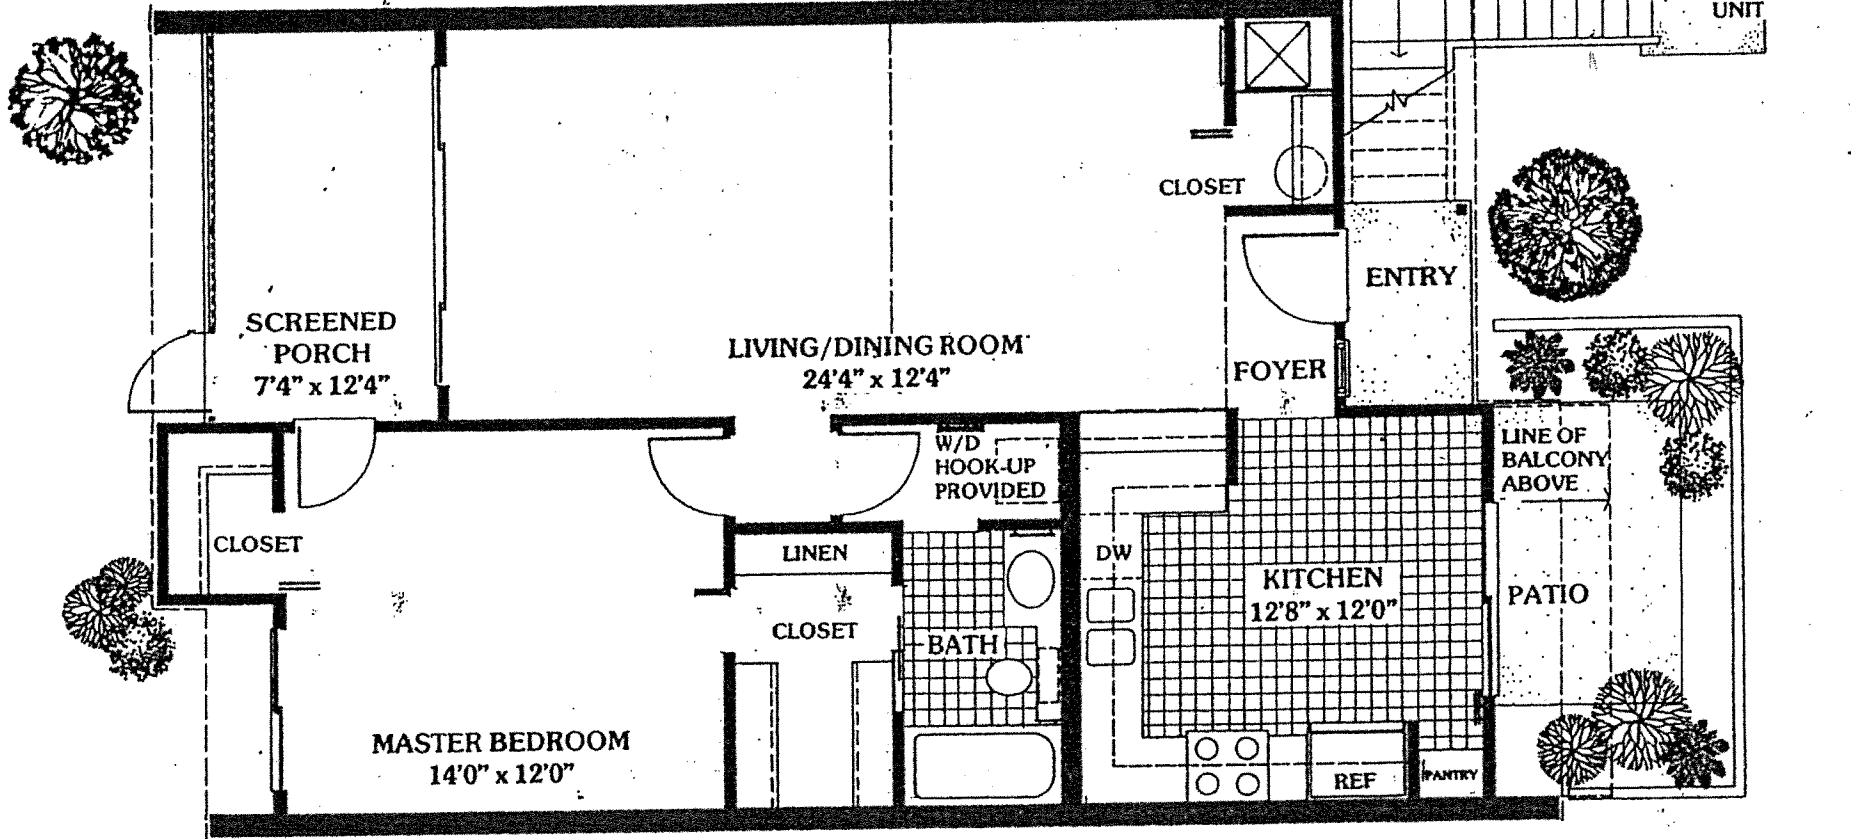 UNIT
CLOSET
ENTRY
SCREENED
PORCH
7'4" x 12'4"
LIVING/DINING ROOM
24'4" x 12'4"
FOYER
W/D
HOOK-UP
PROVIDED
LINE OF
BALCONY
ABOVE
CLOSET
LINEN
DW
KITCHEN
12'8" x 12'0"
PATIO
CLOSET
BATH
MASTER BEDROOM
14'0" x 12'0"
REF
PANTRY